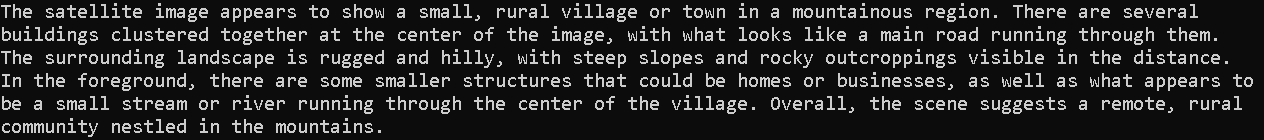 The satellite image appears to show a small, rural village or town in a mountainous region. There are several
buildings clustered together at the center of the image, with what looks like a main road running through them.
The surrounding landscape is rugged and hilly, with steep slopes and rocky outcroppings visible in the distance.
In the foreground, there are some smaller structures that could be homes or businesses, as well as what appears to
be a small stream or river running through the center of the village. Overall, the scene suggests a remote, rural
community nestled in the mountains.